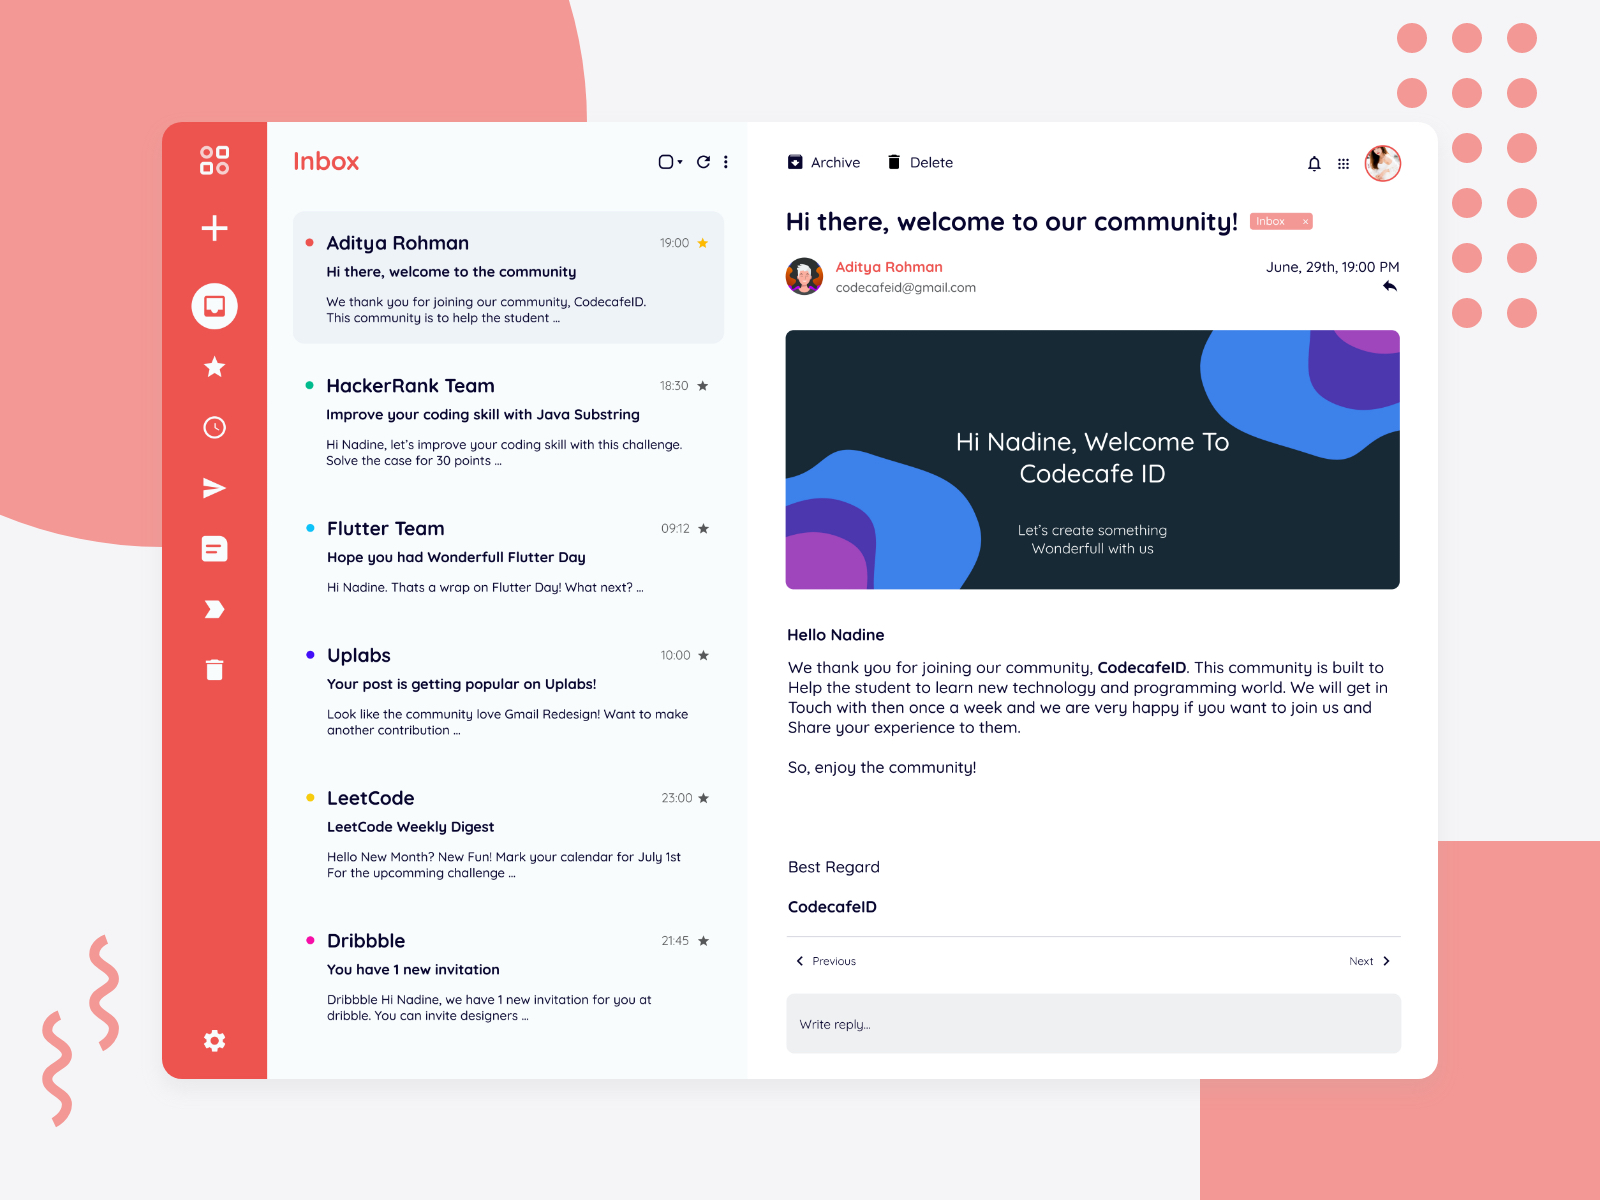 Inbox
Aditya Rohman
19:00
Hi there, welcome to the community
We thank you for joining our community, CodecafeID.
This community is to help the student ...
HackerRank Team
18:30
Improve your coding skill with Java Substring
Hi Nadine, let's improve your coding skill with this challenge.
Solve the case for 30 points ...
Flutter Team
09:12
Hope you had Wonderfull Flutter Day
Hi Nadine. Thats a wrap on Flutter Day! What next? ...
Uplabs
10:00
Your post is getting popular on Uplabs!
Look like the community love Gmail Redesign! Want to make
another contribution ...
LeetCode
23:00
LeetCode Weekly Digest
Hello New Month? New Fun! Mark your calendar for July 1st
For the upcomming challenge ...
Dribbble
21:45
You have 1 new invitation
Dribbble Hi Nadine, we have 1 new invitation for you at
dribble. You can invite designers ...
Archive
Delete
Hi there, welcome to our community!
Inbox ×
Aditya Rohman
June, 29th, 19:00 PM
codecafeid@gmail.com
Hi Nadine, Welcome To
Codecafe ID
Let's create something
Wonderfull with us
Hello Nadine
We thank you for joining our community, CodecafeID. This community is built to
Help the student to learn new technology and programming world. We will get in
Touch with then once a week and we are very happy if you want to join us and
Share your experience to them.
So, enjoy the community!
Best Regard
CodecafeID
Previous
Next
Write reply...